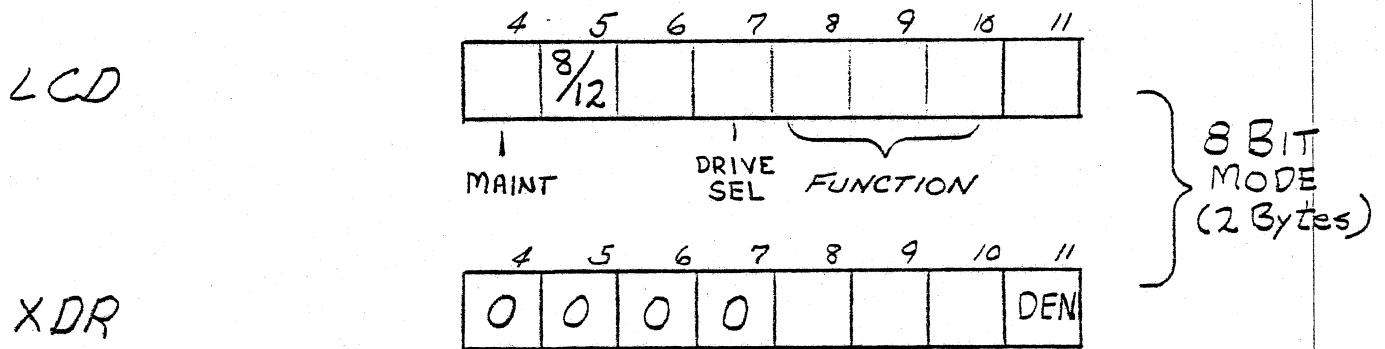 4 5 6 7 8 9 10 11
LCD 8/12
MAINT DRIVE SEL FUNCTION
8 BIT
MODE
(2 Bytes)
4 5 6 7 8 9 10 11
XDR 0 0 0 0 DEN